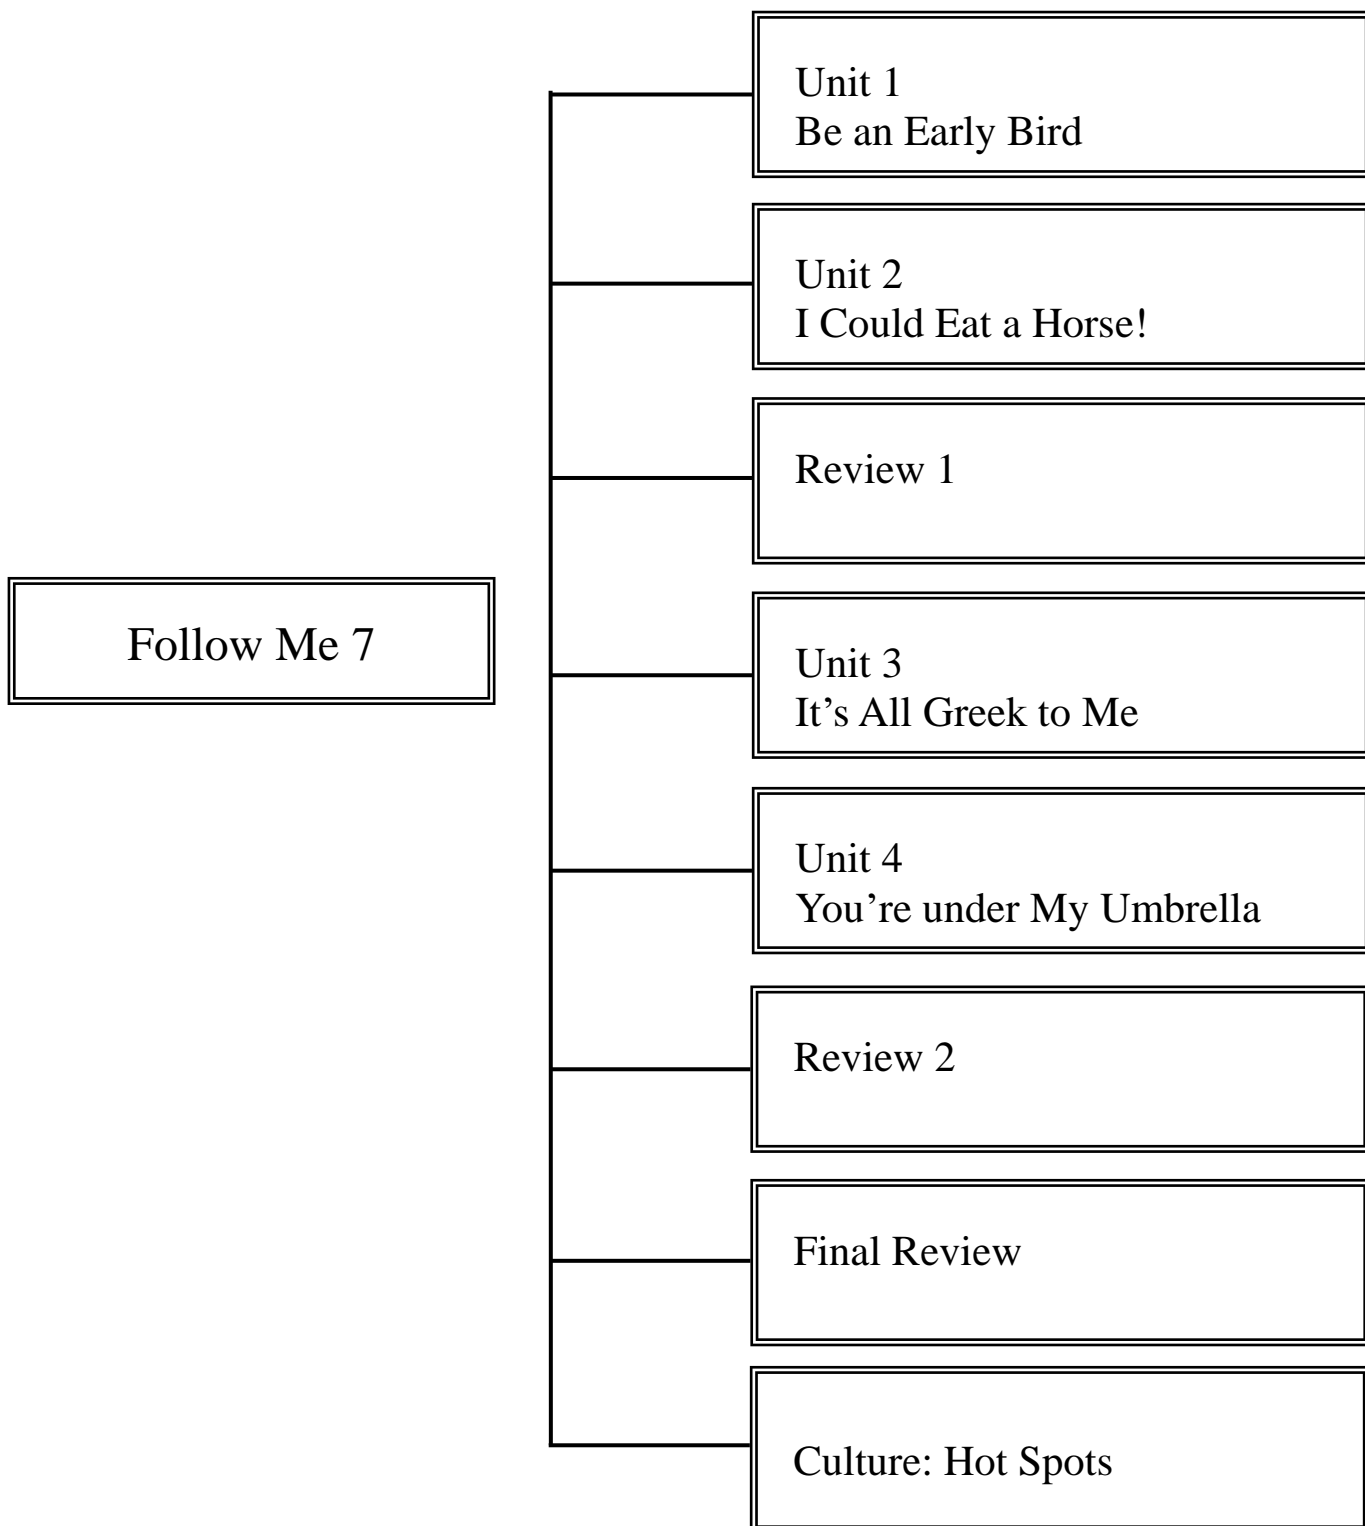 Follow Me 7
Unit 1
Be an Early Bird
Unit 2
I Could Eat a Horse!
Review 1
Unit 3
It’s All Greek to Me
Unit 4
You’re under My Umbrella
Review 2
Final Review
Culture: Hot Spots